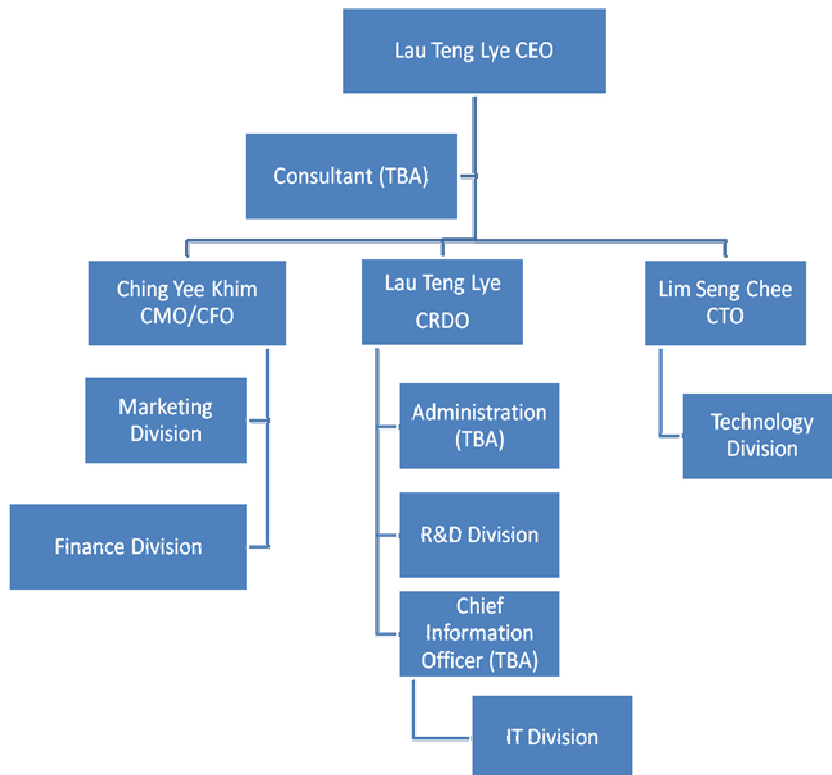 Lau Teng Lye CEO
Consultant (TBA)
Ching Yee Khim
CMO/CFO
Lau Teng Lye
CRDO
Lim Seng Chee
CTO
Marketing
Division
Administration
(TBA)
Technology
Division
Finance Division
R&D Division
Chief
Information
Officer (TBA)
IT Division